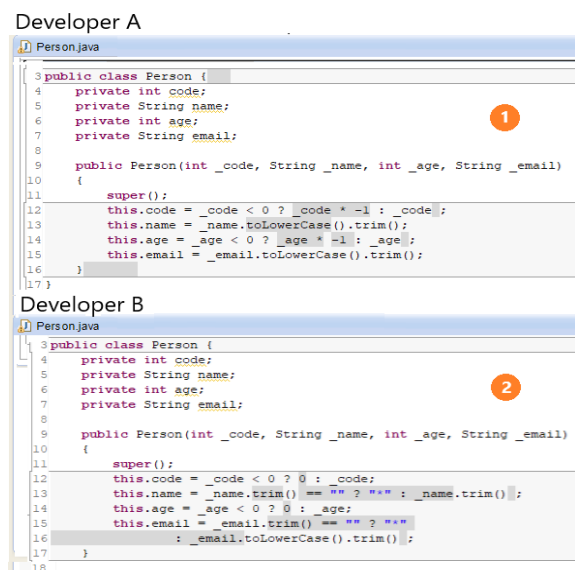 Developer A
Person.java
3 public class Person {
4 private int code;
5 private String name;
6 private int age;
7 private String email;
8
1
9 public Person(int _code, String _name, int _age, String _email)
10 {
11 super();
12 this.code = _code < 0 ? _code * -1 : _code ;
13 this.name = _name.toLowerCase().trim();
14 this.age = _age < 0 ? _age * -1 : _age ;
15 this.email = _email.toLowerCase().trim();
16 }
17 }
Developer B
Person.java
3 public class Person {
4 private int code;
5 private String name;
6 private int age;
7 private String email;
2
8
9 public Person(int _code, String _name, int _age, String _email)
10 {
11 super();
12 this.code = _code < 0 ? 0 : _code;
13 this.name = _name.trim() == "" ? "*" : _name.trim() ;
14 this.age = _age < 0 ? 0 : _age;
15 this.email = _email.trim() == "" ? "*"
16 : _email.toLowerCase().trim() ;
17 }
18